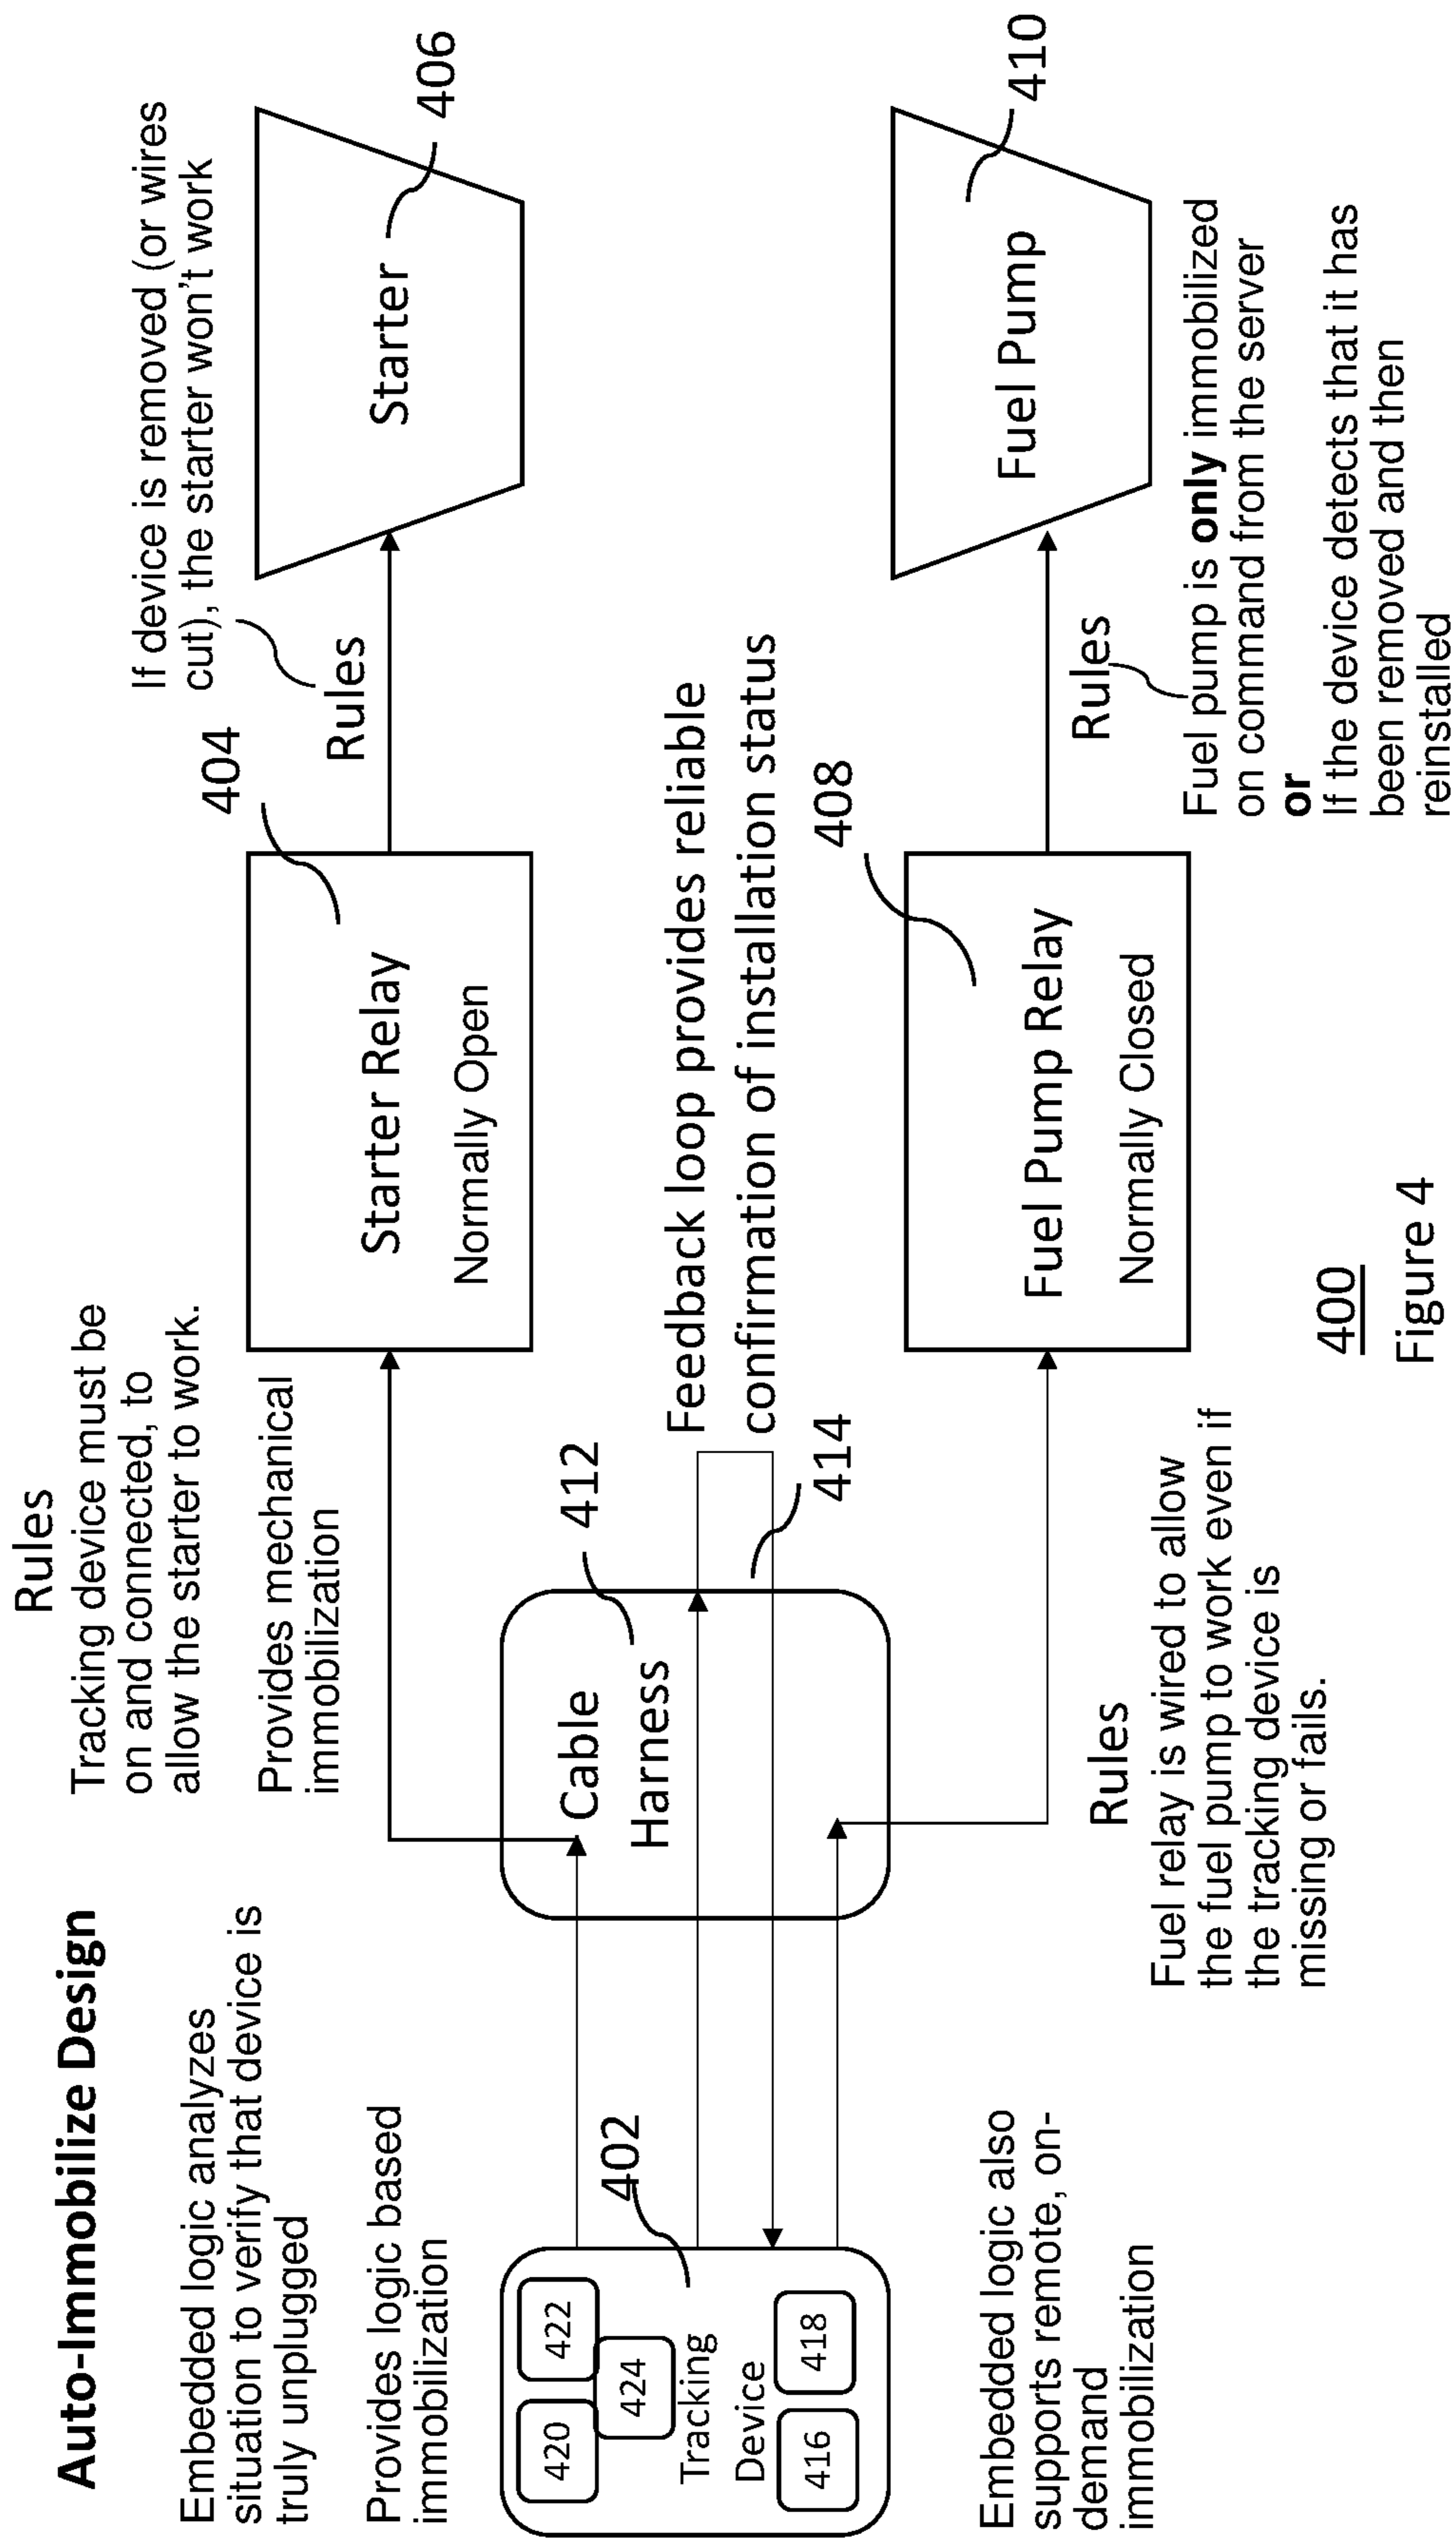 Auto-Immobilize Design
Embedded logic analyzes
situation to verify that device is
truly unplugged
Provides logic based
immobilization
Rules
Tracking device must be
on and connected, to
allow the starter to work.
Provides mechanical
immobilization
If device is removed (or wires
cut), the starter won't work
Rules
404
Starter Relay
Normally Open
Starter
406
402
420
422
424
Tracking
Device
416
418
412
Cable
Harness
414
Feedback loop provides reliable
confirmation of installation status
408
Fuel Pump Relay
Normally Closed
Fuel Pump
410
Embedded logic also
supports remote, on-
demand
immobilization
Rules
Fuel relay is wired to allow
the fuel pump to work even if
the tracking device is
missing or fails.
Rules
Fuel pump is only immobilized
on command from the server
or
If the device detects that it has
been removed and then
reinstalled
400
Figure 4